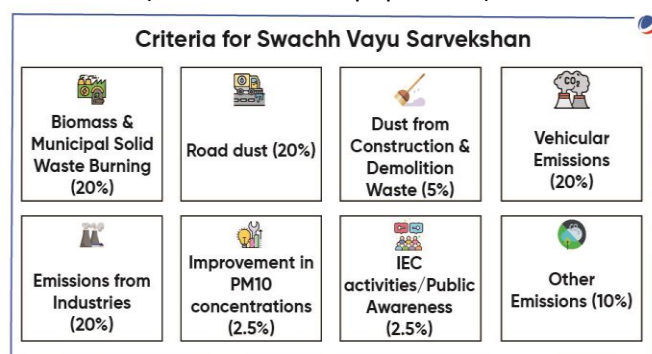 Criteria for Swachh Vayu Sarvekshan
Biomass &
Municipal Solid
Waste Burning
(20%)
Road dust (20%)
Dust from
Construction &
Demolition
Waste (5%)
CO₂
Vehicular
Emissions
(20%)
Emissions from
Industries
(20%)
Improvement in
PM10
concentrations
(2.5%)
IEC
activities/Public
Awareness
(2.5%)
Other
Emissions (10%)